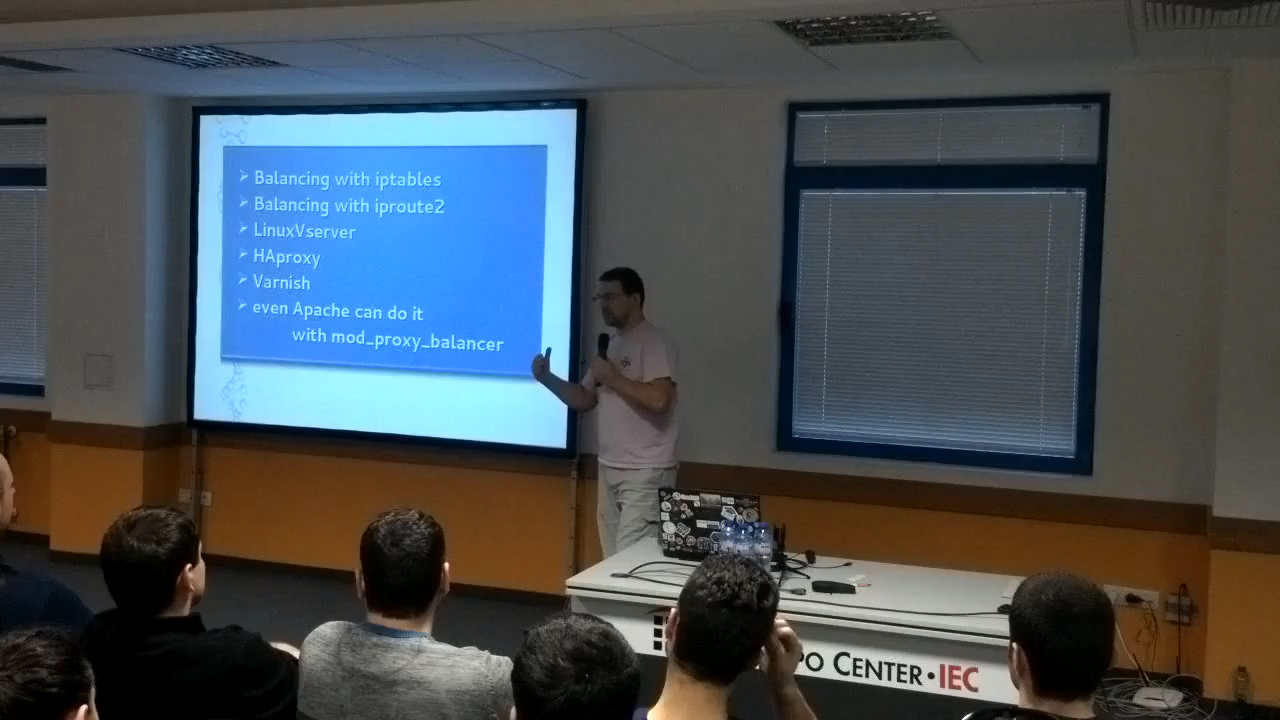 Balancing with iptables
Balancing with iproute2
LinuxVserver
HAproxy
Varnish
even Apache can do it
with mod_proxy_balancer
CENTER·IEC